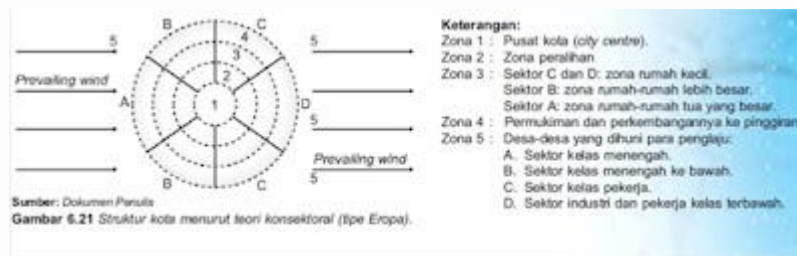 B
C
5
4
5
3
2
Prevailing wind
A
1
D
5
Prevailing wind
B
C
5
Sumber: Dokumen Penulis
Gambar 6.21 Struktur kota menurut teori konsektoral (tipe Eropa).
Keterangan:
Zona 1 : Pusat kota (city centre).
Zona 2 : Zona peralihan
Zona 3 : Sektor C dan D: zona rumah kecil.
Sektor B: zona rumah-rumah lebih besar.
Sektor A: zona rumah-rumah tua yang besar.
Zona 4 : Permukiman dan perkembangannya ke pinggiran
Zona 5 : Desa-desa yang dihuni para penglaju:
A. Sektor kelas menengah.
B. Sektor kelas menengah ke bawah.
C. Sektor kelas pekerja.
D. Sektor industri dan pekerja kelas terbawah.